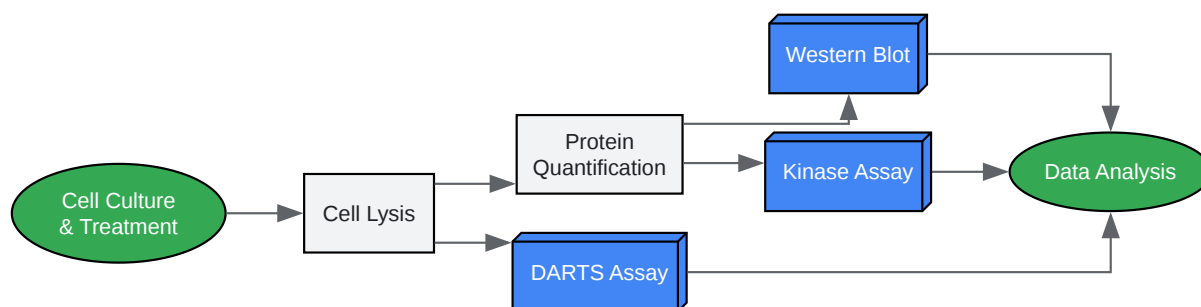 Cell Culture
& Treatment
Cell Lysis
Protein
Quantification
DARTS Assay
Western Blot
Kinase Assay
Data Analysis